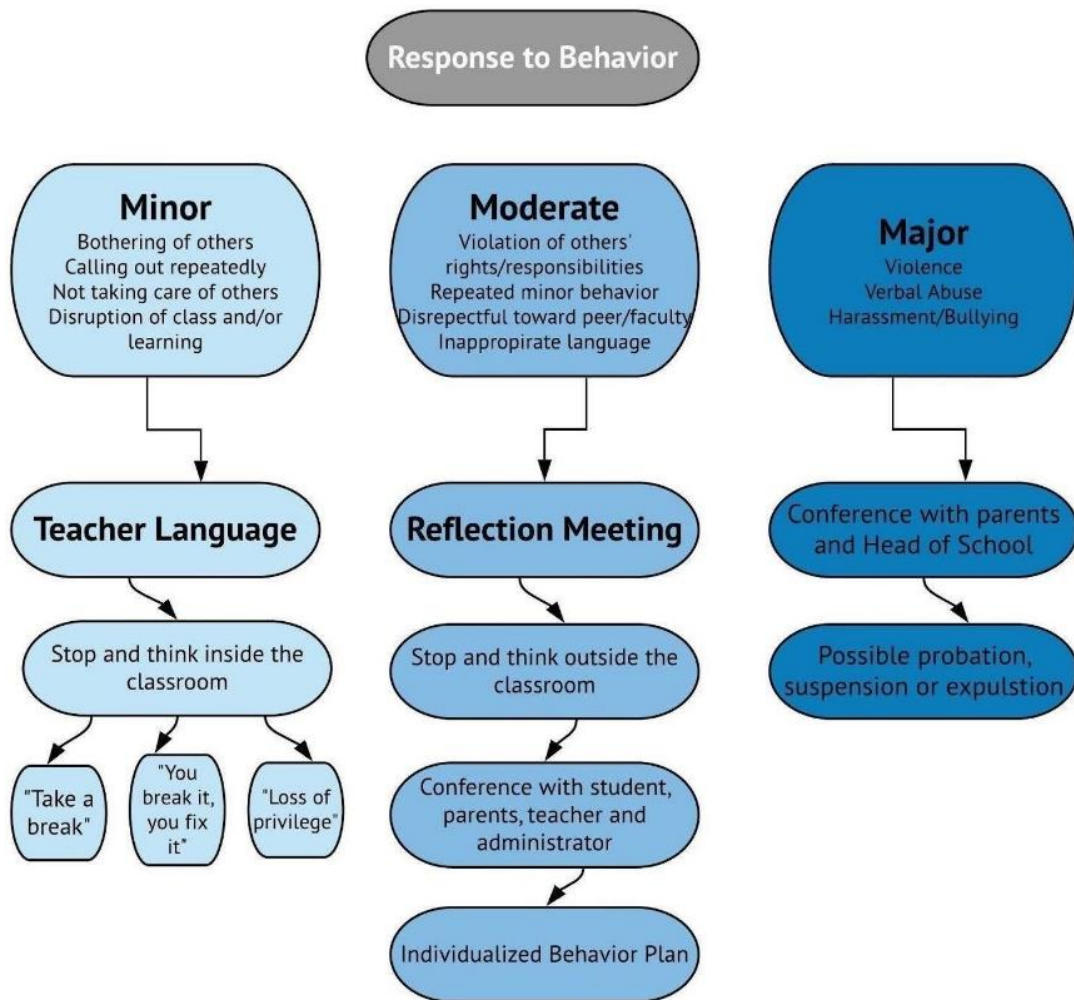 Response to Behavior
Minor
Bothering of others
Calling out repeatedly
Not taking care of others
Disruption of class and/or
learning
Moderate
Violation of others'
rights/responsibilities
Repeated minor behavior
Disrepectful toward peer/faculty
Inappropirate language
Major
Violence
Verbal Abuse
Harassment/Bullying
Teacher Language
Reflection Meeting
Conference with parents
and Head of School
Stop and think inside the
classroom
Stop and think outside the
classroom
Possible probation,
suspension or expulstion
"Take a
break"
"You
break it,
you fix
it"
"Loss of
privilege"
Conference with student,
parents, teacher and
administrator
Individualized Behavior Plan